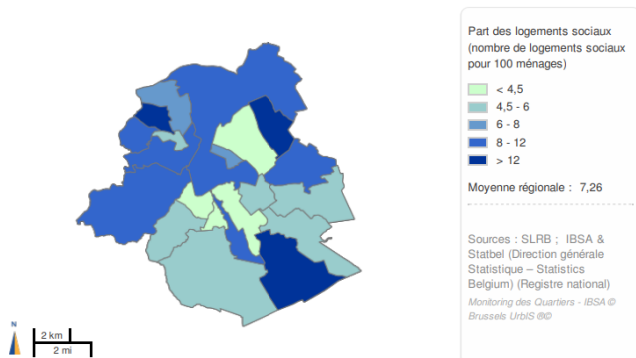 Part des logements sociaux
(nombre de logements sociaux
pour 100 ménages)
< 4,5
4,5 - 6
6 - 8
8 - 12
> 12
Moyenne régionale : 7,26
Sources : SLRB ; IBSA &
Statbel (Direction générale
Statistique – Statistics
Belgium) (Registre national)
Monitoring des Quartiers - IBSA ©
Brussels UrbIS ®©
N
2 km
2 mi